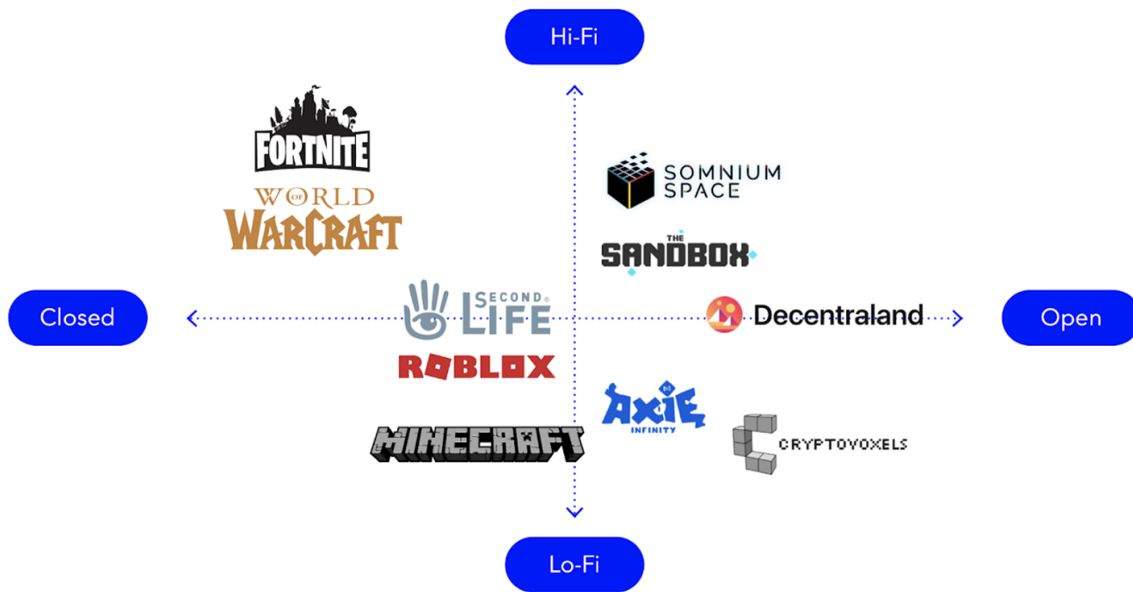 Hi-Fi
FORTNITE
WORLD OF
WARCRAFT
SOMNIUM
SPACE
THE
SANDBOX
Closed
SECOND®
LIFE
Decentraland
Open
ROBLOX
AXIE
INFINITY
MINECRAFT
CRYPTOVOXELS
Lo-Fi